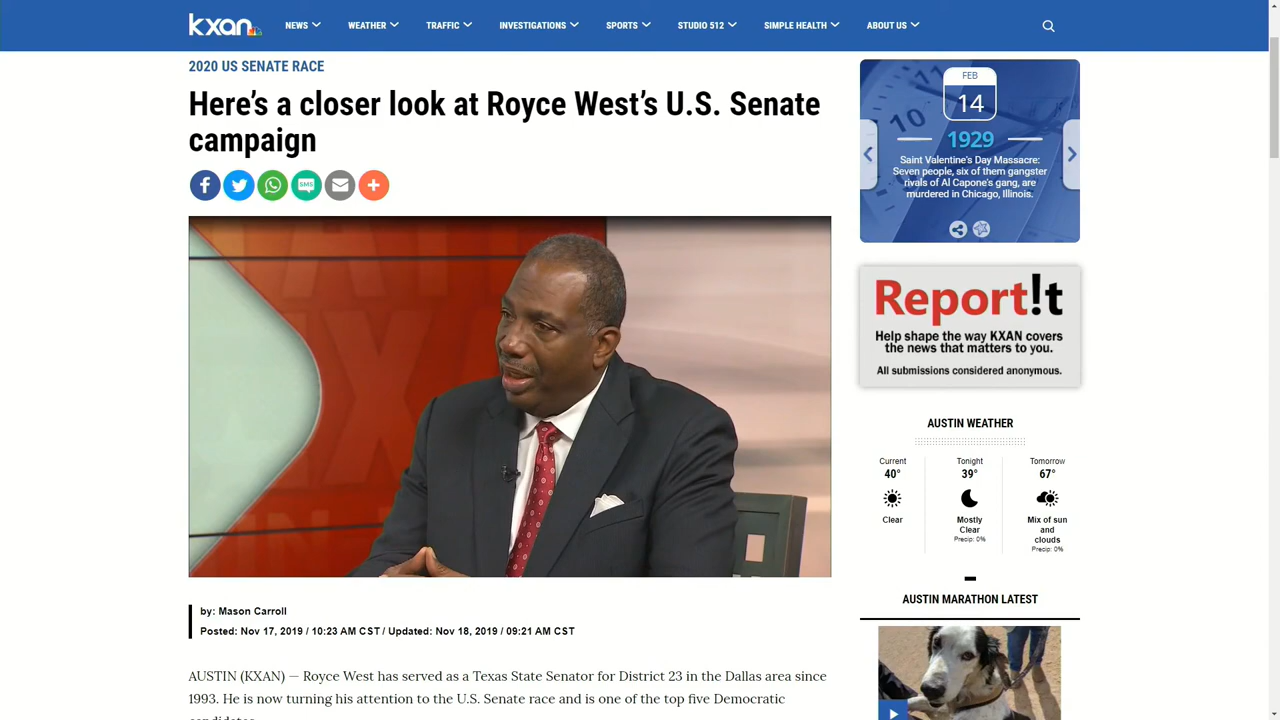 kxan
NEWS
WEATHER
TRAFFIC
INVESTIGATIONS
SPORTS
STUDIO 512
SIMPLE HEALTH
ABOUT US
2020 US SENATE RACE
Here's a closer look at Royce West's U.S. Senate
campaign
SMS
by: Mason Carroll
Posted: Nov 17, 2019 / 10:23 AM CST / Updated: Nov 18, 2019 / 09:21 AM CST
AUSTIN (KXAN) — Royce West has served as a Texas State Senator for District 23 in the Dallas area since
1993. He is now turning his attention to the U.S. Senate race and is one of the top five Democratic
candidates
FEB
14
1929
Saint Valentine's Day Massacre:
Seven people, six of them gangster
rivals of Al Capone's gang, are
murdered in Chicago, Illinois.
Report!t
Help shape the way KXAN covers
the news that matters to you.
All submissions considered anonymous.
AUSTIN WEATHER
Current
40°
Clear
Tonight
39°
Mostly
Clear
Precip: 0%
Tomorrow
67°
Mix of sun
and
clouds
Precip: 0%
AUSTIN MARATHON LATEST